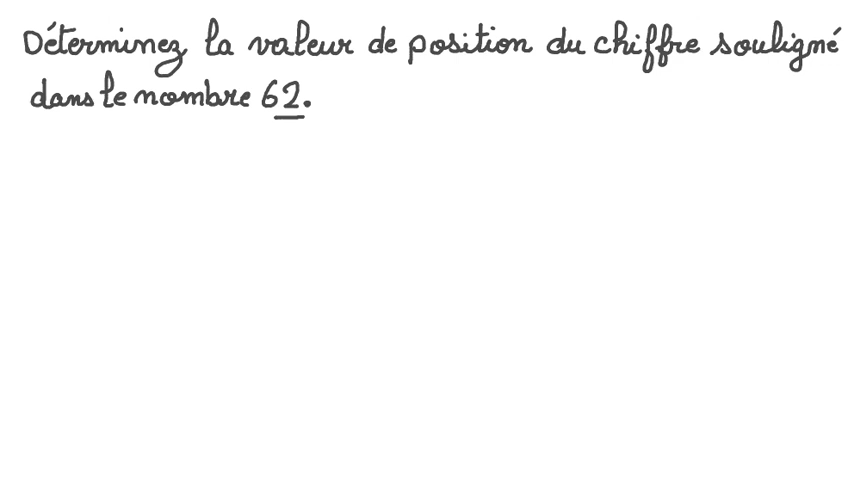 Déterminez la valeur de position du chiffre souligné
dans le nombre 62.